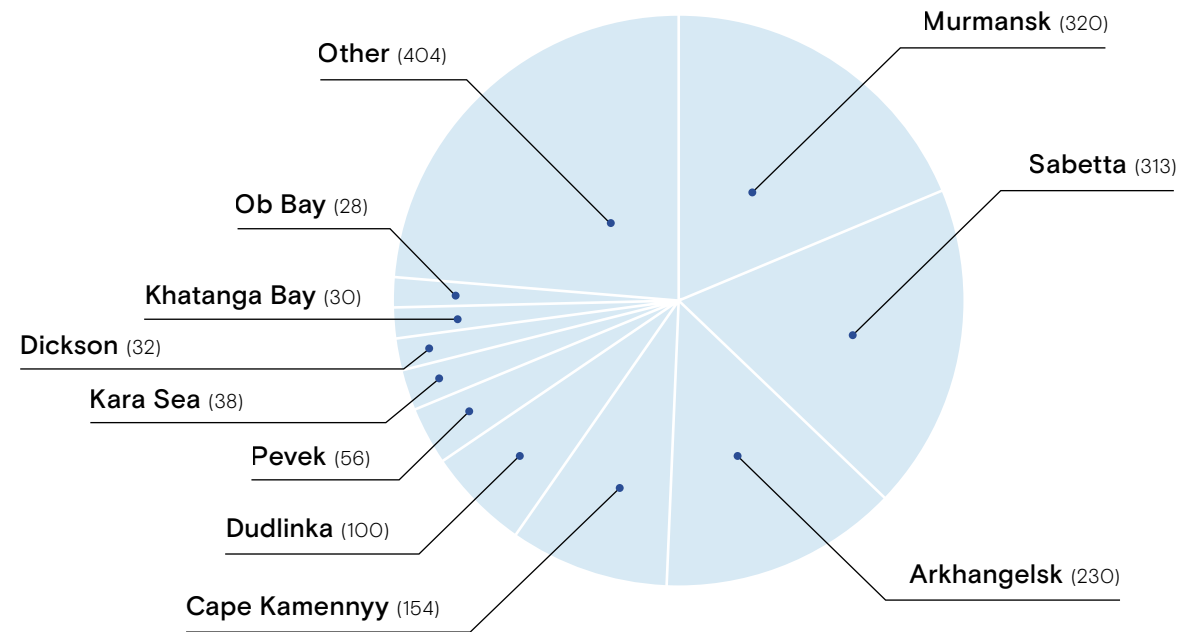 Murmansk (320)
Other (404)
Sabetta (313)
Ob Bay (28)
Khatanga Bay (30)
Dickson (32)
Kara Sea (38)
Pevek (56)
Dudlinka (100)
Arkhangelsk (230)
Cape Kamennyy (154)